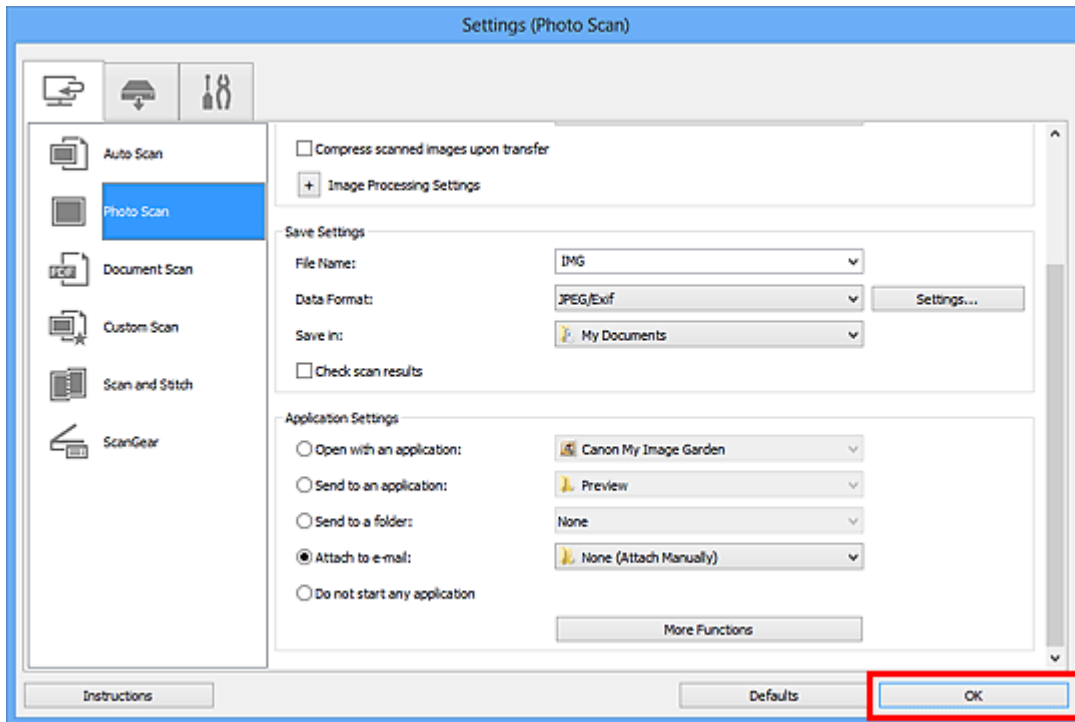 Settings (Photo Scan)
Auto Scan
Photo Scan
Document Scan
Custom Scan
Scan and Stitch
ScanGear
Compress scanned images upon transfer
+ Image Processing Settings
Save Settings
File Name: IMG
Data Format: JPEG/Exif Settings...
Save in: My Documents
Check scan results
Application Settings
Open with an application: Canon My Image Garden
Send to an application: Preview
Send to a folder: None
Attach to e-mail: None (Attach Manually)
Do not start any application
More Functions
Instructions Defaults OK